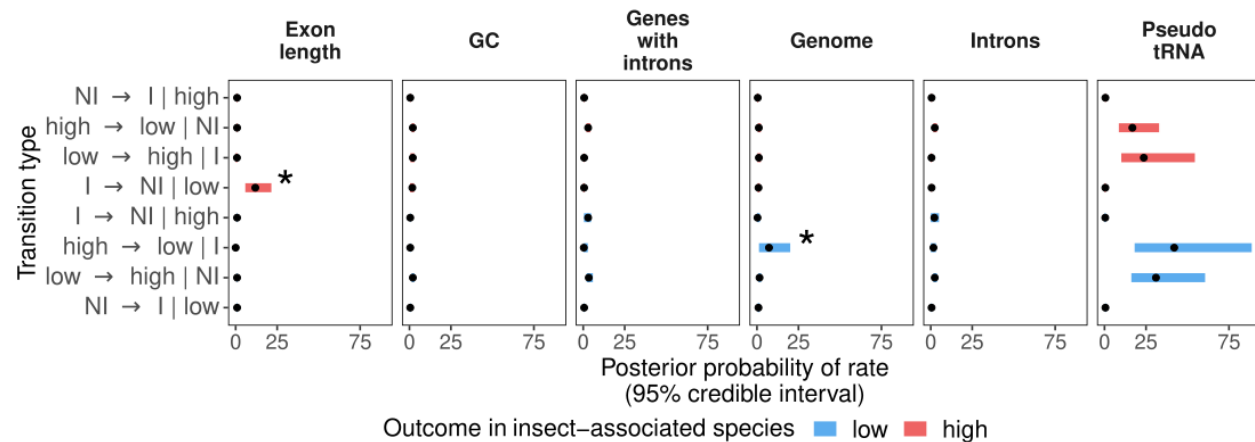 Exon
length
GC
Genes
with
introns
Genome
Introns
Pseudo
tRNA
Transition type
NI → I | high
high → low | NI
low → high | I
I → NI | low
I → NI | high
high → low | I
low → high | NI
NI → I | low
*
*
0 25 75 0 25 75 0 25 75 0 25 75 0 25 75 0 25 75
Posterior probability of rate
(95% credible interval)
Outcome in insect−associated species low high